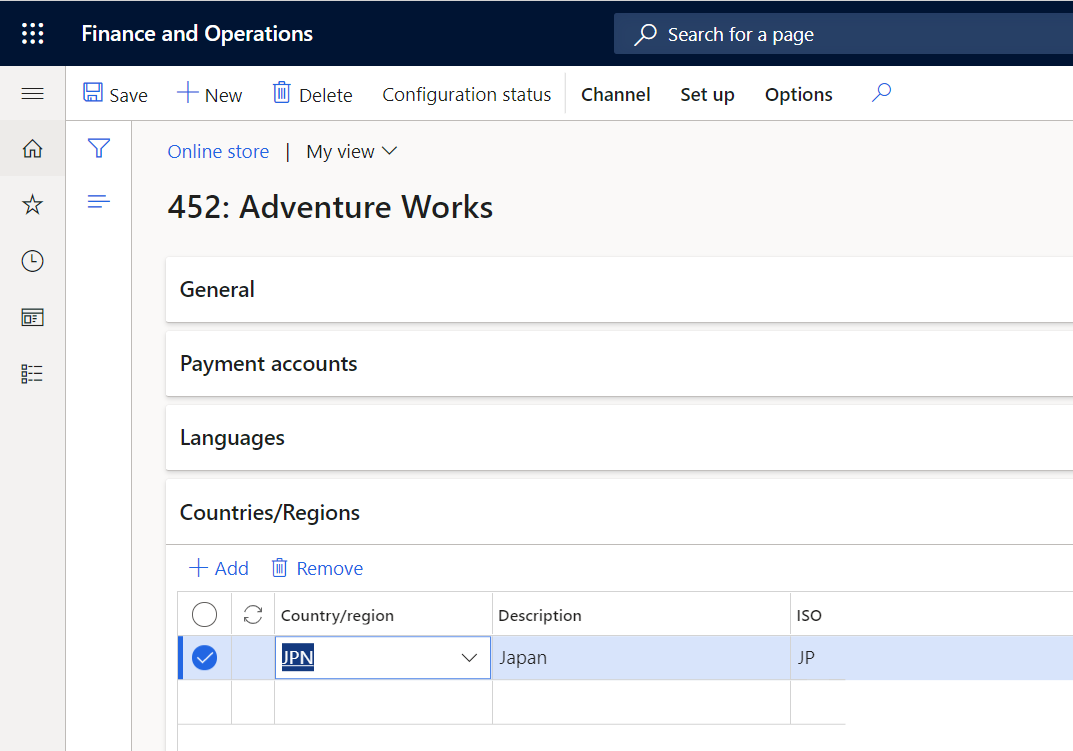 Finance and Operations
Search for a page
Save New Delete Configuration status Channel Set up Options
Online store | My view
452: Adventure Works
General
Payment accounts
Languages
Countries/Regions
Add Remove
Country/region Description ISO
JPN Japan JP